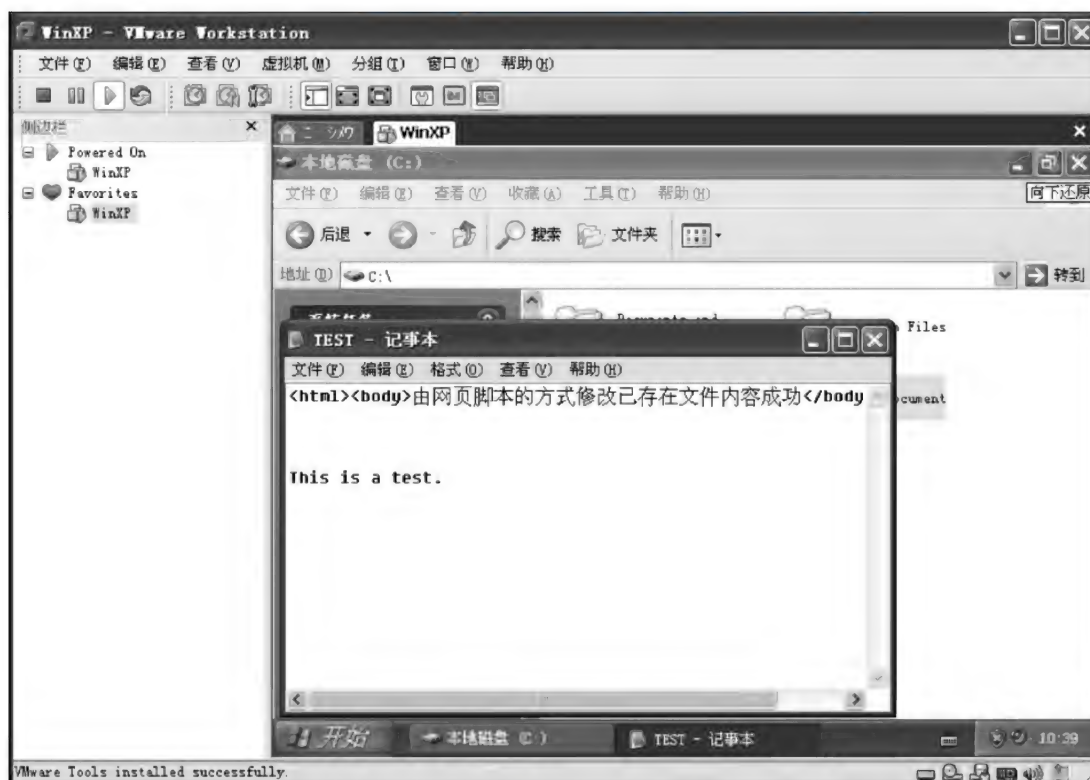 WinXP - VMware Workstation
文件(F) 编辑(E) 查看(V) 虚拟机(M) 分组(T) 窗口(W) 帮助(H)
侧边栏
Powered On
WinXP
Favorites
WinXP
WinXP
本地磁盘 (C:)
文件(F) 编辑(E) 查看(V) 收藏(A) 工具(T) 帮助(H)
向下还原
后退 搜索 文件夹
地址(D) C:\
转到
Files
TEST - 记事本
文件(F) 编辑(E) 格式(O) 查看(V) 帮助(H)
<html><body>由网页脚本的方式修改已存在文件内容成功</body
ocument
This is a test.
开始 本地磁盘 (C:) TEST - 记事本 10:39
VMware Tools installed successfully.